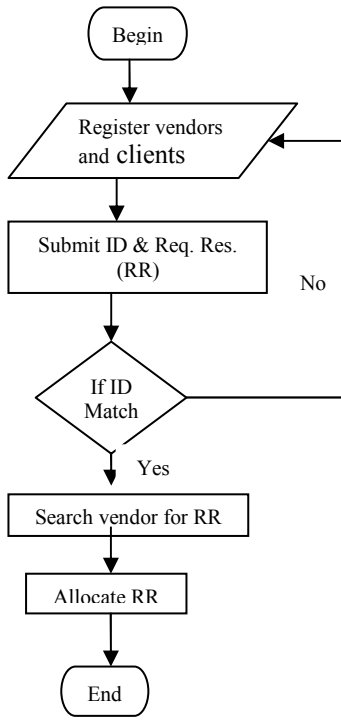 Begin
Register vendors
and clients
Submit ID & Req. Res.
(RR)
No
If ID
Match
Yes
Search vendor for RR
Allocate RR
End